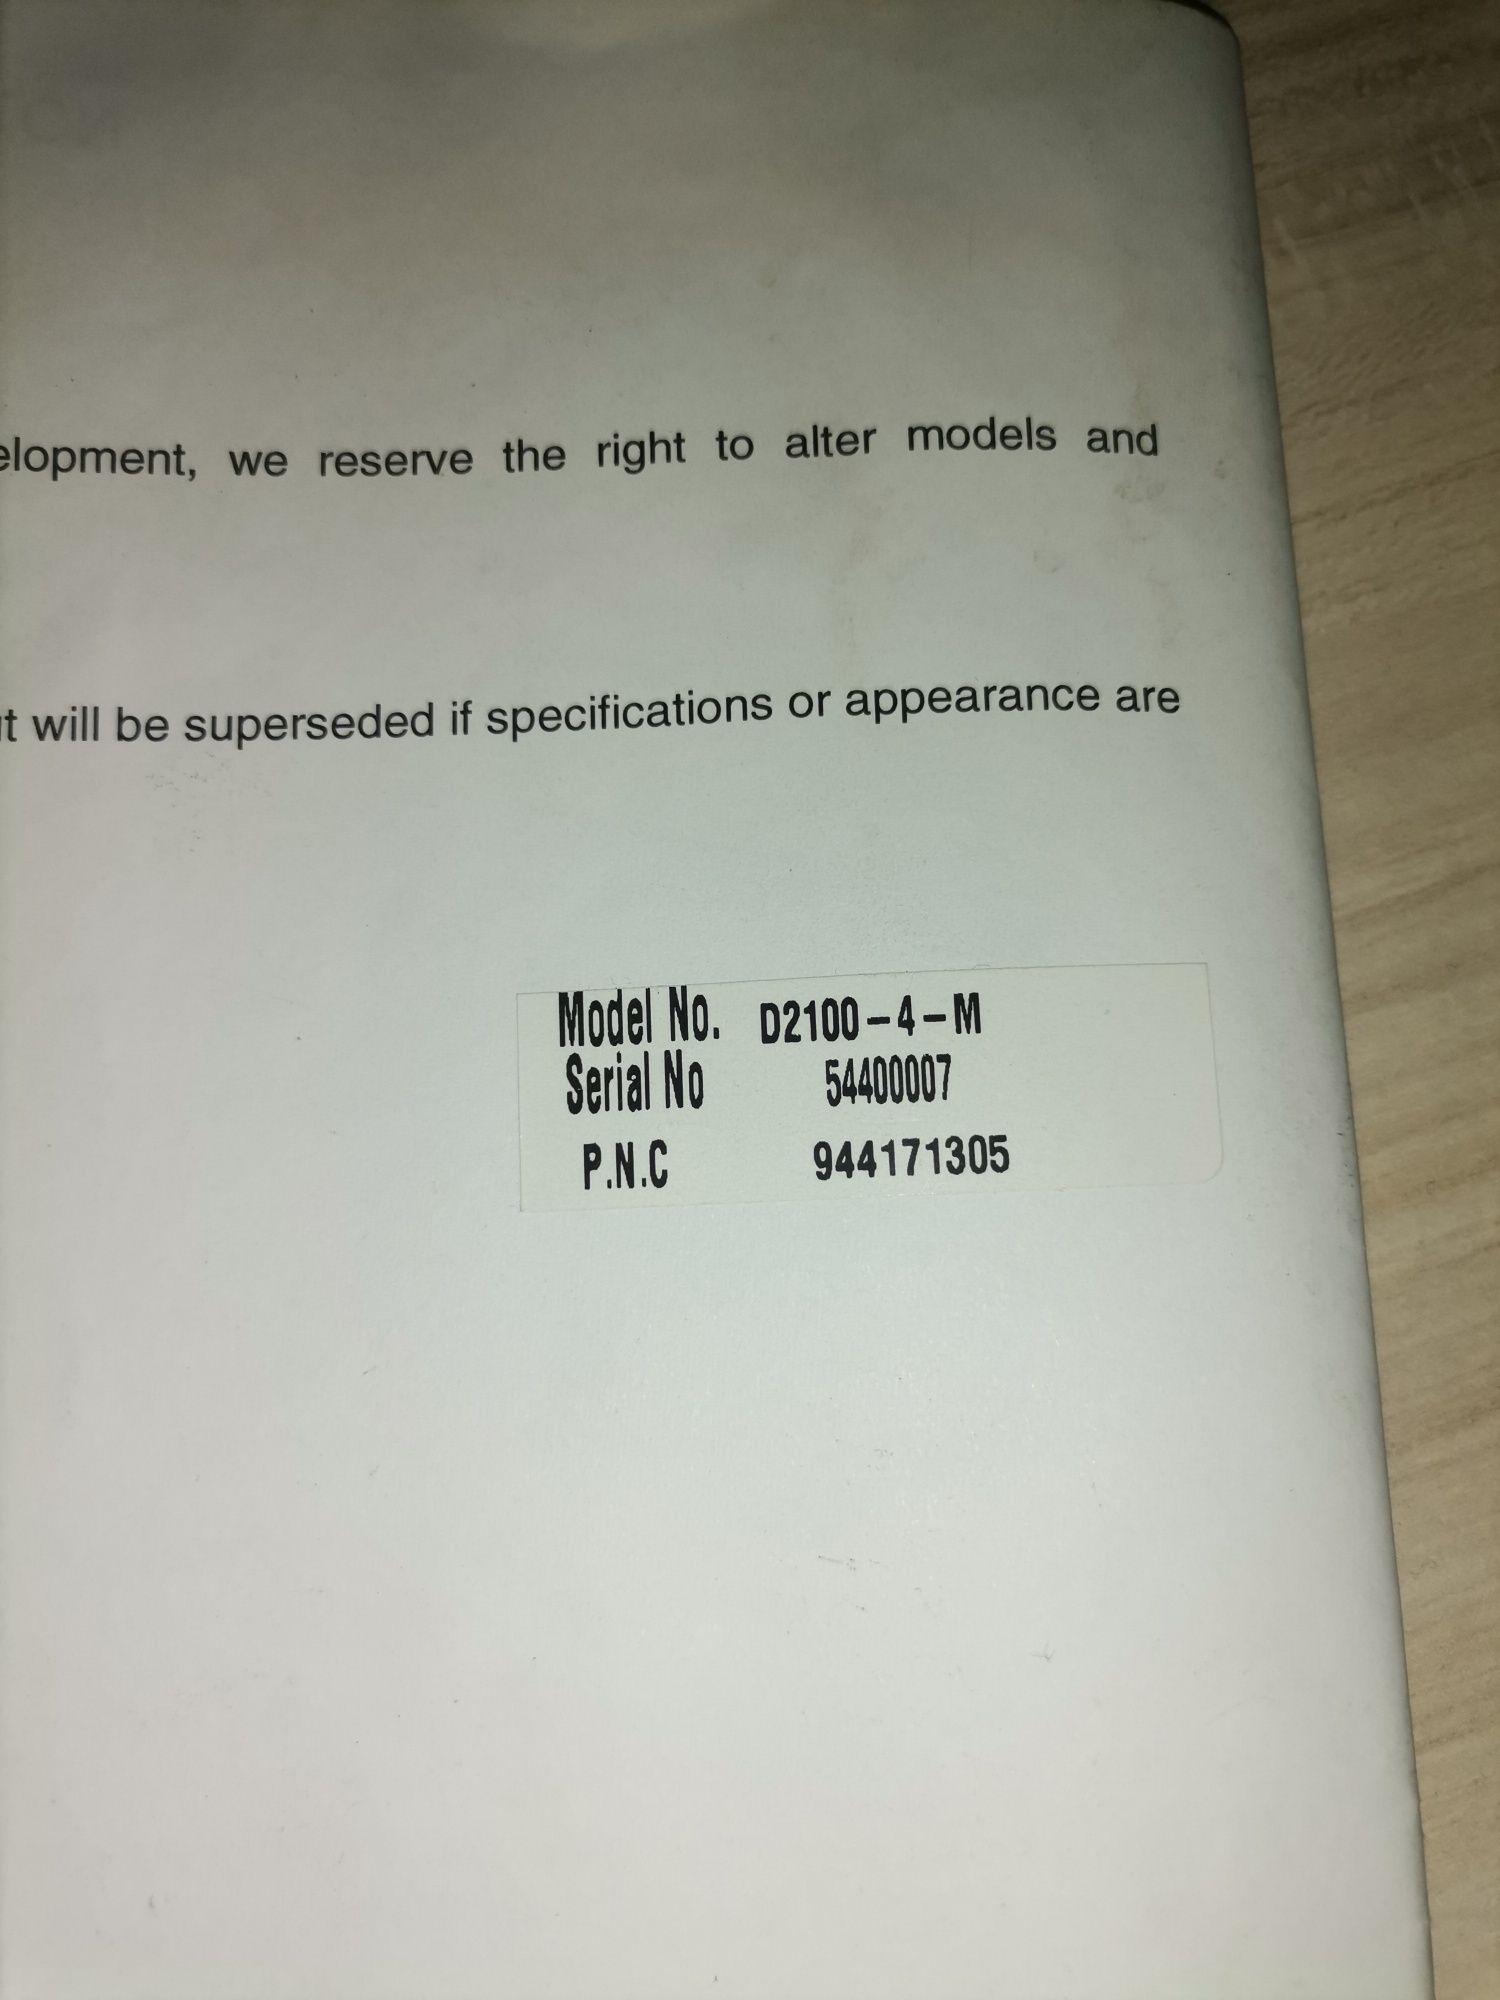 elopment, we reserve the right to alter models and
t will be superseded if specifications or appearance are
Model No. D2100-4-M
Serial No 54400007
P.N.C 944171305